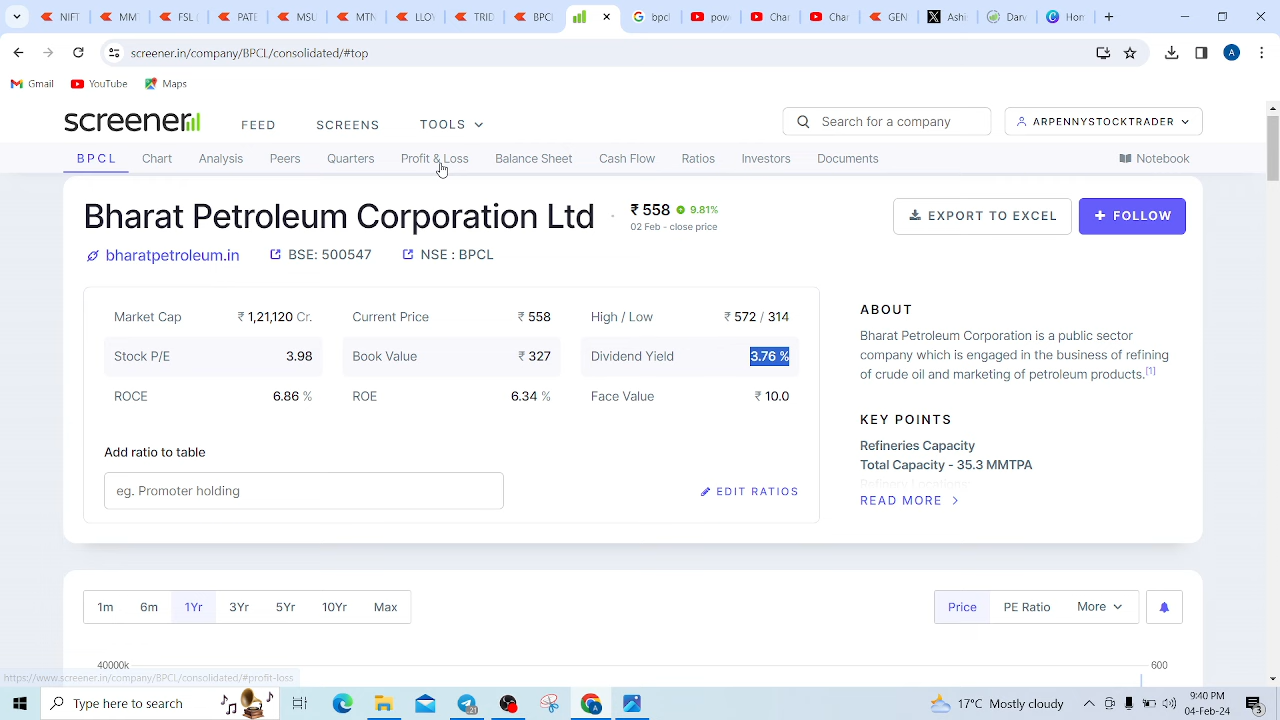 NIFT
MC I
FSL I
PATE
MSU
MTD
LLOY
TRID
BPCL
bpcl
pow
Cha
Cha
GEN
Ashi
Darv
Hom
screener.in/company/BPCL/consolidated/#top
A
Gmail
YouTube
Maps
screener
FEED
SCREENS
TOOLS
Search for a company
ARPENNYSTOCKTRADER
BPCL
Chart
Analysis
Peers
Quarters
Profit & Loss
Balance Sheet
Cash Flow
Ratios
Investors
Documents
Notebook
Bharat Petroleum Corporation Ltd
₹ 558 9.81%
02 Feb - close price
EXPORT TO EXCEL
+ FOLLOW
bharatpetroleum.in
BSE: 500547
NSE : BPCL
Market Cap ₹ 1,21,120 Cr.
Current Price ₹ 558
High / Low ₹ 572 / 314
Stock P/E 3.98
Book Value ₹ 327
Dividend Yield 3.76 %
ROCE 6.86 %
ROE 6.34 %
Face Value ₹ 10.0
Add ratio to table
eg. Promoter holding
EDIT RATIOS
ABOUT
Bharat Petroleum Corporation is a public sector
company which is engaged in the business of refining
of crude oil and marketing of petroleum products.[1]
KEY POINTS
Refineries Capacity
Total Capacity - 35.3 MMTPA
Refinery Locations:
READ MORE
1m
6m
1Yr
3Yr
5Yr
10Yr
Max
Price
PE Ratio
More
40000k
600
https://www.screener.in/company/BPCL/consolidated/#profit-loss
Type here to search
17°C Mostly cloudy
9:40 PM
04-Feb-24
3